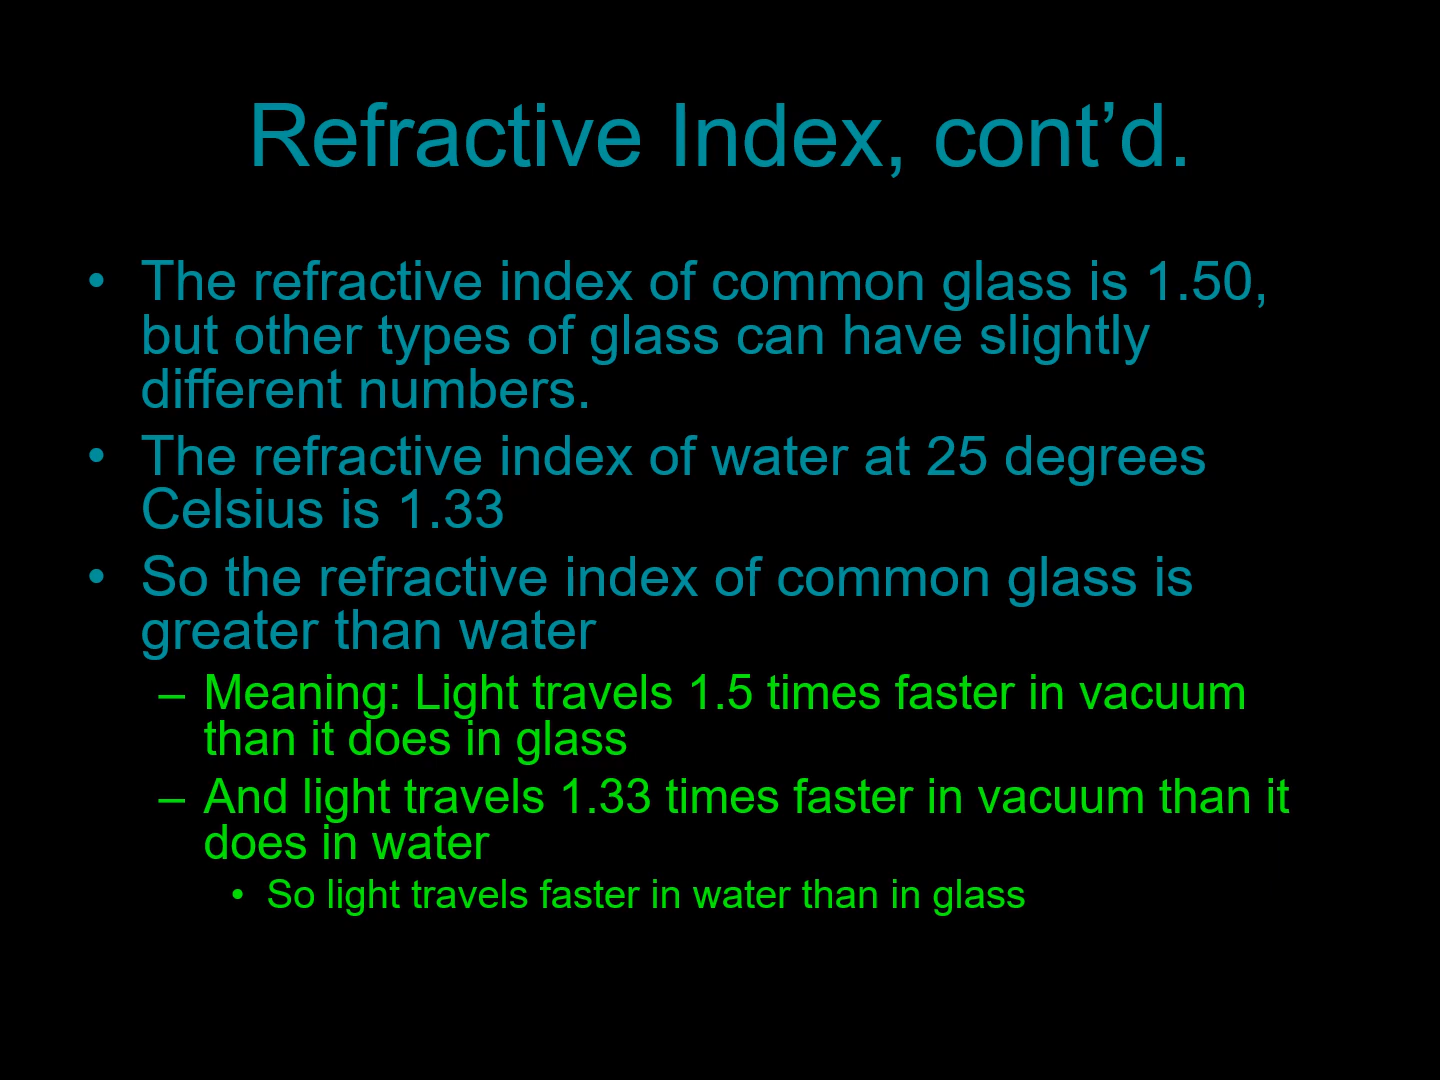 Refractive Index, cont’d.
• The refractive index of common glass is 1.50,
but other types of glass can have slightly
different numbers.
• The refractive index of water at 25 degrees
Celsius is 1.33
• So the refractive index of common glass is
greater than water
– Meaning: Light travels 1.5 times faster in vacuum
than it does in glass
– And light travels 1.33 times faster in vacuum than it
does in water
• So light travels faster in water than in glass